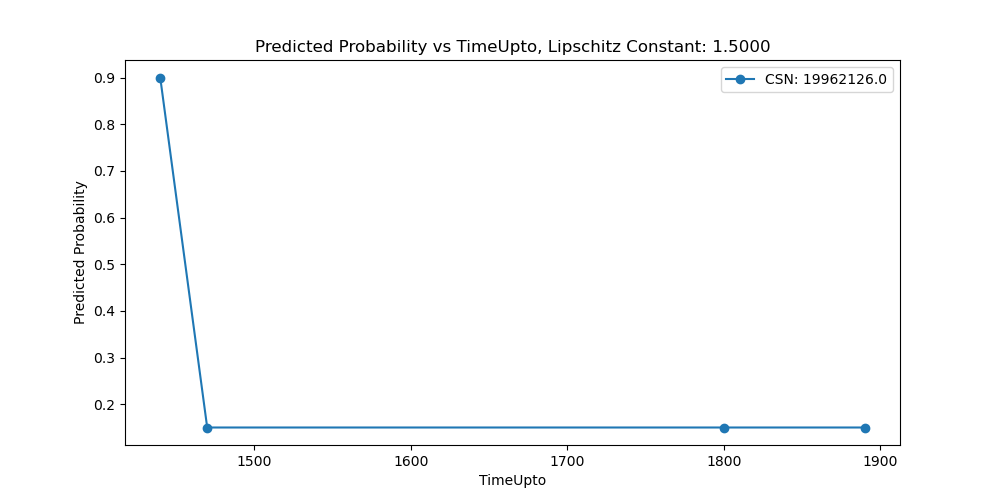 Predicted Probability vs TimeUpto, Lipschitz Constant: 1.5000
CSN: 19962126.0
0.9
0.8
0.7
0.6
0.5
0.4
0.3
0.2
Predicted Probability
1500 1600 1700 1800 1900
TimeUpto